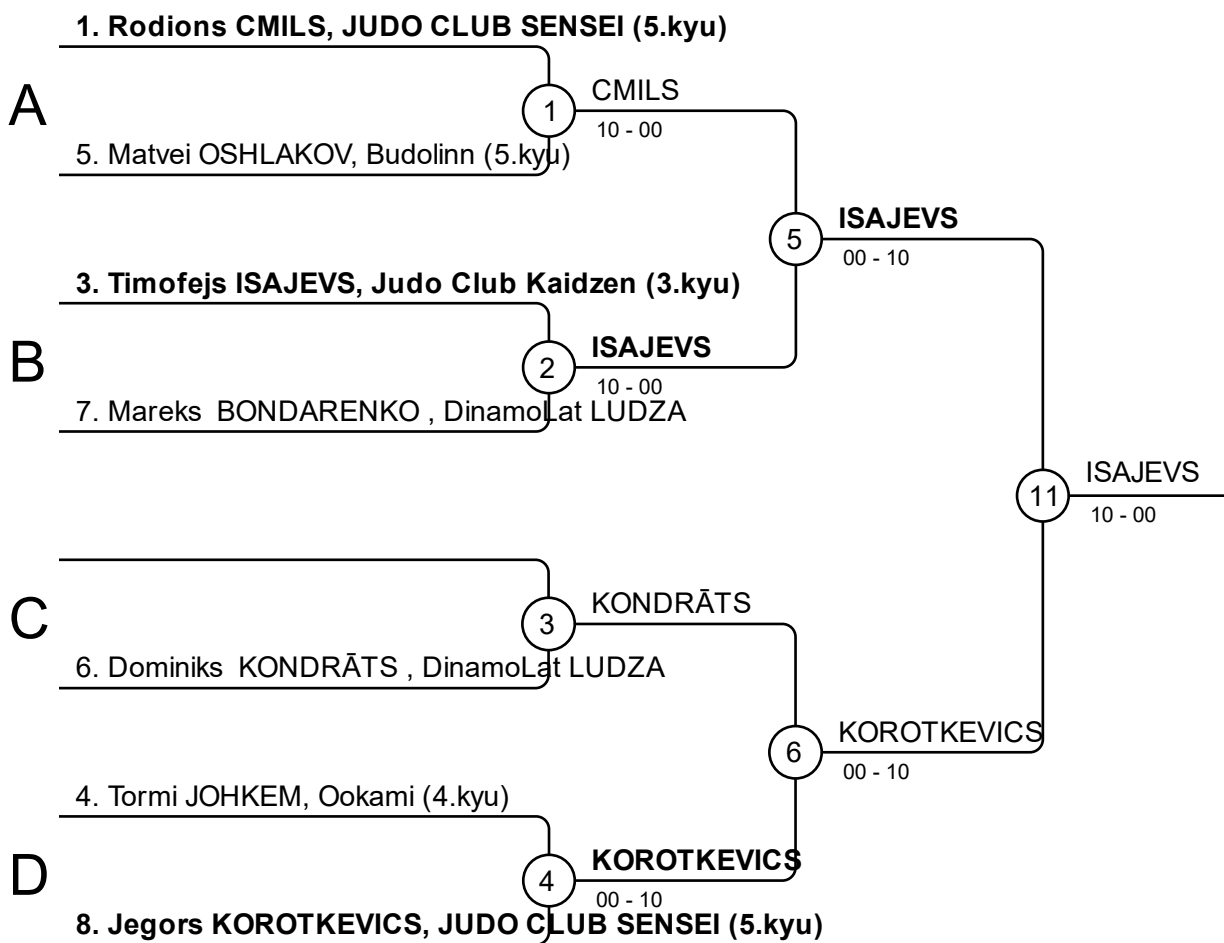 1. Rodions CMILS, JUDO CLUB SENSEI (5.kyu)
A
1
CMILS
10 - 00
5. Matvei OSHLAKOV, Budolinn (5.kyu)
5
ISAJEVS
00 - 10
3. Timofejs ISAJEVS, Judo Club Kaidzen (3.kyu)
B
2
ISAJEVS
10 - 00
7. Mareks  BONDARENKO , DinamoLat LUDZA
11
ISAJEVS
10 - 00
C
3
KONDRĀTS
6. Dominiks  KONDRĀTS , DinamoLat LUDZA
6
KOROTKEVICS
00 - 10
4. Tormi JOHKEM, Ookami (4.kyu)
D
4
KOROTKEVICS
00 - 10
8. Jegors KOROTKEVICS, JUDO CLUB SENSEI (5.kyu)